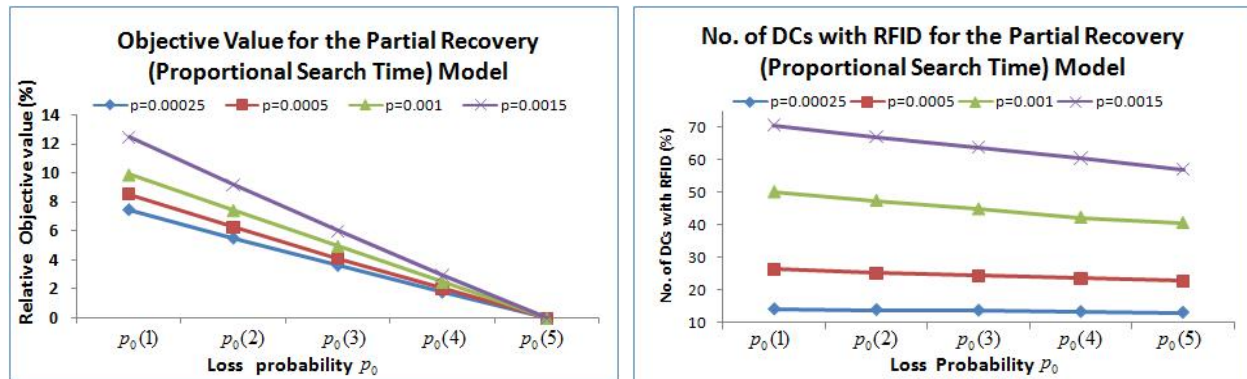 Objective Value for the Partial Recovery
(Proportional Search Time) Model
p=0.00025 p=0.0005 p=0.001 p=0.0015
Relative Objective value (%)
14
12
10
8
6
4
2
0
p₀(1) p₀(2) p₀(3) p₀(4) p₀(5)
Loss probability p₀
No. of DCs with RFID for the Partial Recovery
(Proportional Search Time) Model
p=0.00025 p=0.0005 p=0.001 p=0.0015
No. of DCs with RFID (%)
70
60
50
40
30
20
10
p₀(1) p₀(2) p₀(3) p₀(4) p₀(5)
Loss Probability p₀